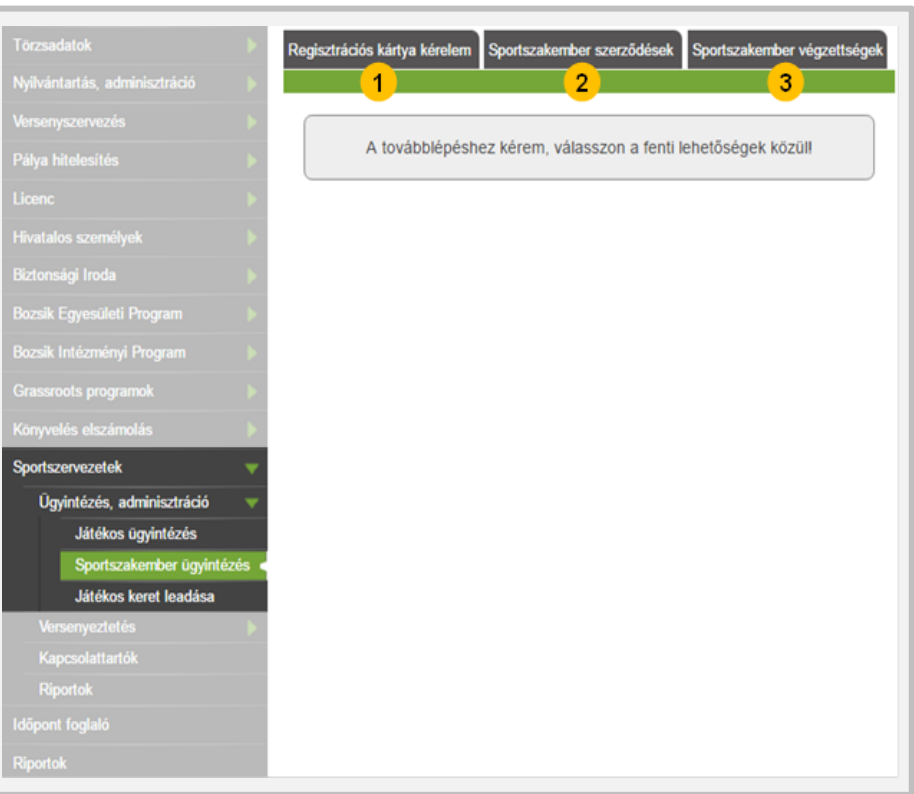 Törzsadatok
Nyilvántartás, adminisztráció
Versenyszervezés
Pálya hitelesítés
Licenc
Hivatalos személyek
Biztonsági Iroda
Bozsik Egyesületi Program
Bozsik Intézményi Program
Grassroots programok
Könyvelés elszámolás
Sportszervezetek
Ügyintézés, adminisztráció
Játékos ügyintézés
Sportszakember ügyintézés
Játékos keret leadása
Versenyeztetés
Kapcsolattartók
Riportok
Időpont foglaló
Riportok
Regisztrációs kártya kérelem Sportszakember szerződések Sportszakember végzettségek
1 2 3
A továbblépéshez kérem, válasszon a fenti lehetőségek közül!